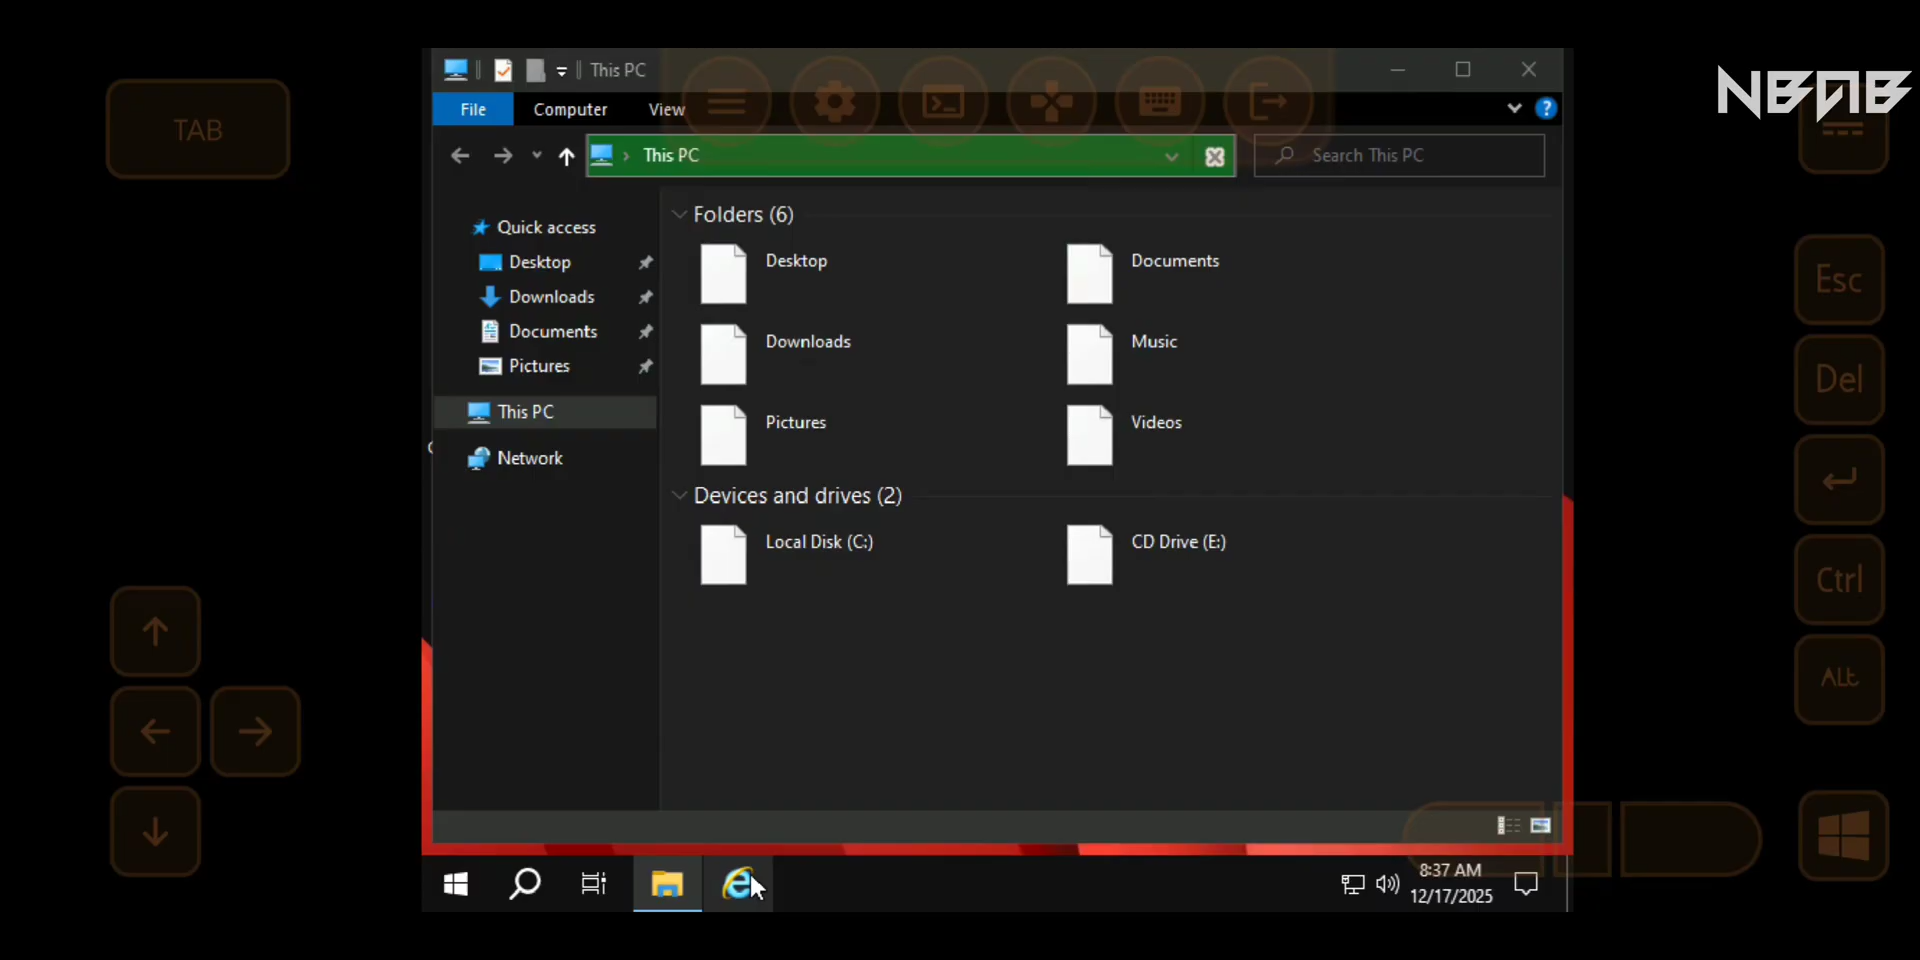 This PC
NBNB
TAB
File Computer View
This PC
Search This PC
Folders (6)
Quick access
Desktop
Downloads
Documents
Pictures
This PC
Network
Desktop
Documents
Downloads
Music
Pictures
Videos
Devices and drives (2)
Local Disk (C:)
CD Drive (E:)
Esc
Del
Ctrl
ALt
8:37 AM
12/17/2025